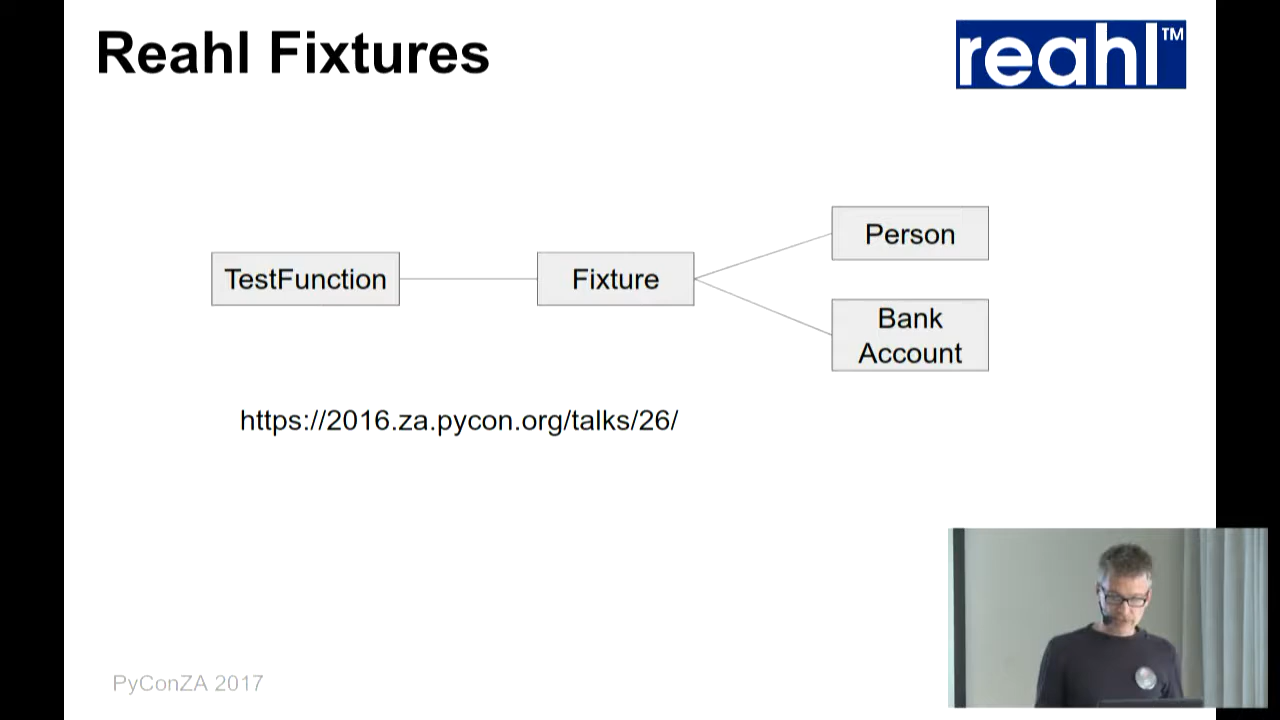 Reahl Fixtures
reahl™
TestFunction
Fixture
Person
Bank
Account
https://2016.za.pycon.org/talks/26/
PyConZA 2017